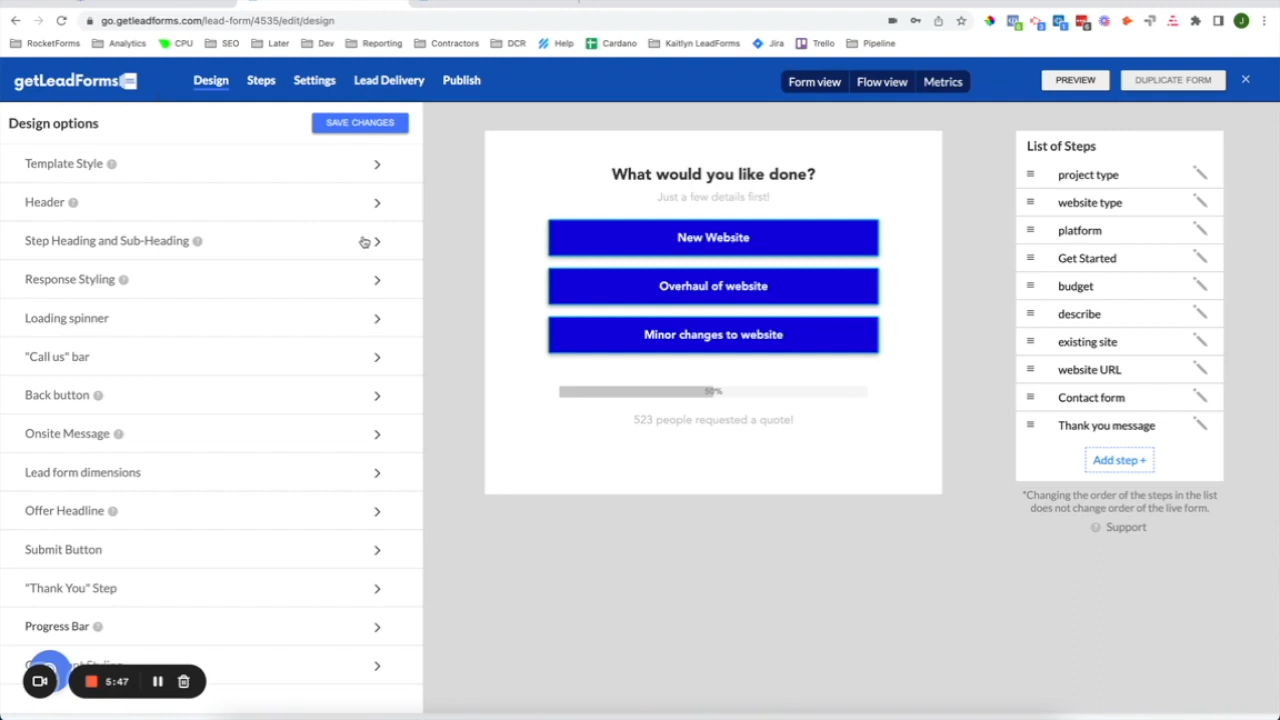 go.getleadforms.com/lead-form/4535/edit/design
RocketForms Analytics CPU SEO Later Dev Reporting Contractors DCR Help Cardano Kaitlyn LeadForms Jira Trello Pipeline
getLeadForms Design Steps Settings Lead Delivery Publish Form view Flow view Metrics PREVIEW DUPLICATE FORM
Design options SAVE CHANGES
Template Style
Header
Step Heading and Sub-Heading
Response Styling
Loading spinner
"Call us" bar
Back button
Onsite Message
Lead form dimensions
Offer Headline
Submit Button
"Thank You" Step
Progress Bar
5:47
What would you like done?
Just a few details first!
New Website
Overhaul of website
Minor changes to website
50%
523 people requested a quote!
List of Steps
project type
website type
platform
Get Started
budget
describe
existing site
website URL
Contact form
Thank you message
Add step +
*Changing the order of the steps in the list
does not change order of the live form.
Support